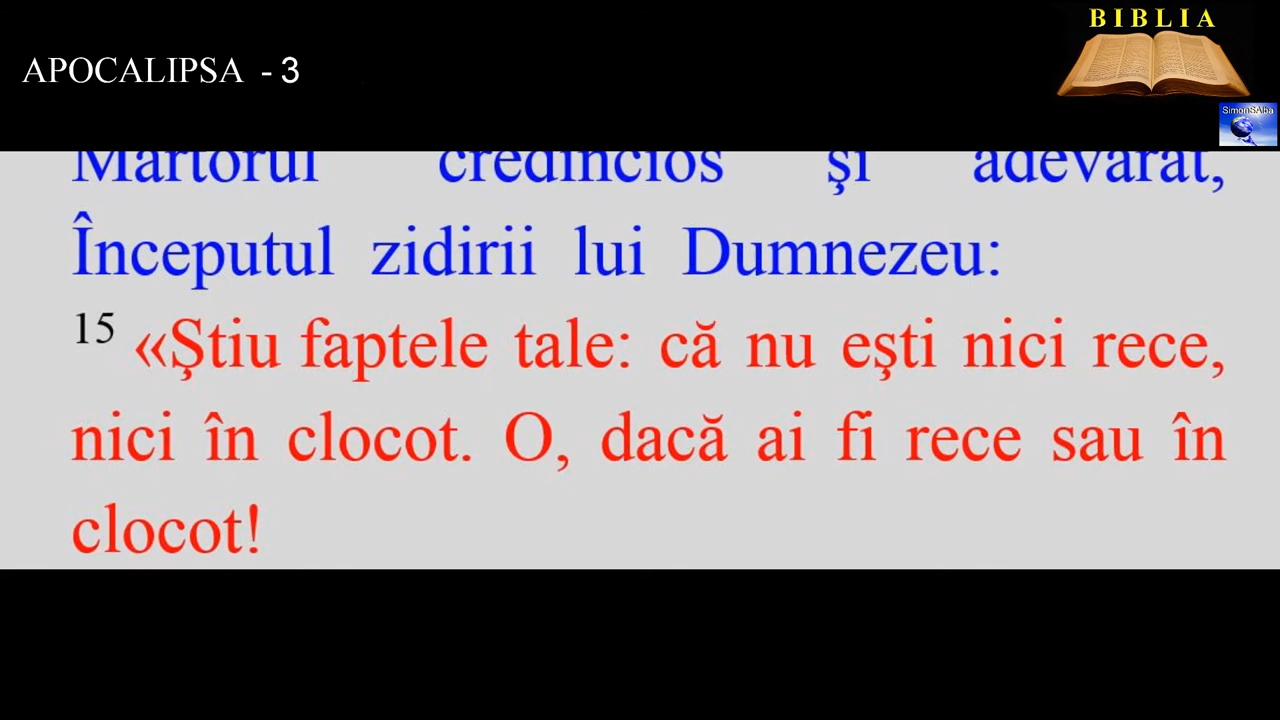 BIBLIA
APOCALIPSA - 3
SimonSAlba
Martorul credincios şi adevarat,
Începutul zidirii lui Dumnezeu:
15 «Ştiu faptele tale: că nu eşti nici rece,
nici în clocot. O, dacă ai fi rece sau în
clocot!